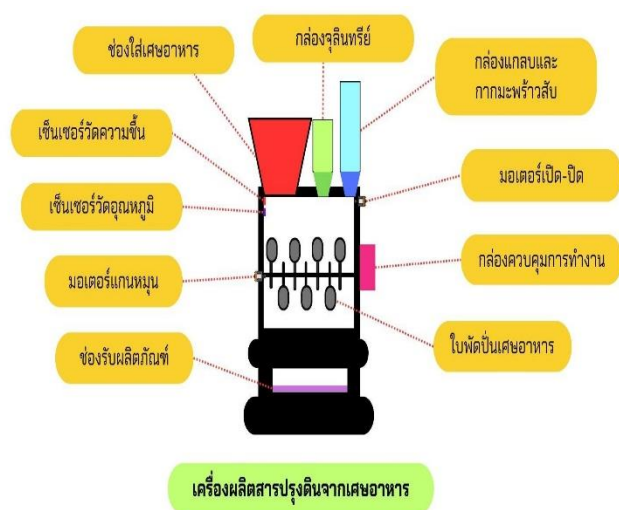 ช่องใส่เศษอาหาร
กล่องจุลินทรีย์
กล่องแกลบและ
กากมะพร้าวสับ
เซ็นเซอร์วัดความชื้น
มอเตอร์เปิด-ปิด
เซ็นเซอร์วัดอุณหภูมิ
กล่องควบคุมการทำงาน
มอเตอร์แกนหมุน
ใบพัดปั่นเศษอาหาร
ช่องรับผลิตภัณฑ์
เครื่องผลิตสารปรุงดินจากเศษอาหาร